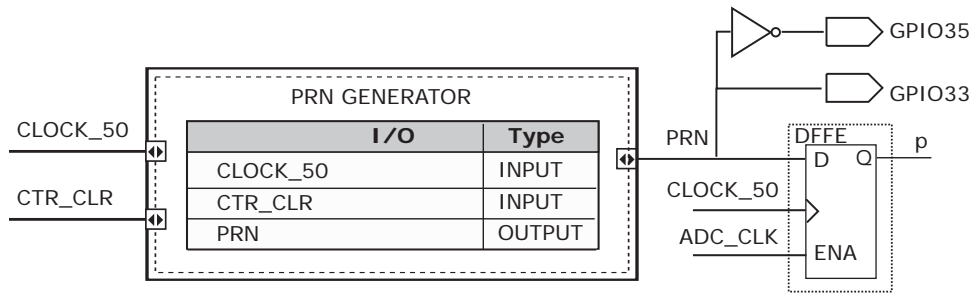 GPIO35
GPIO33
PRN GENERATOR
CLOCK_50
CTR_CLR
I/O Type
CLOCK_50 INPUT
CTR_CLR INPUT
PRN OUTPUT
PRN
DFFE
D Q
p
CLOCK_50
ADC_CLK
ENA